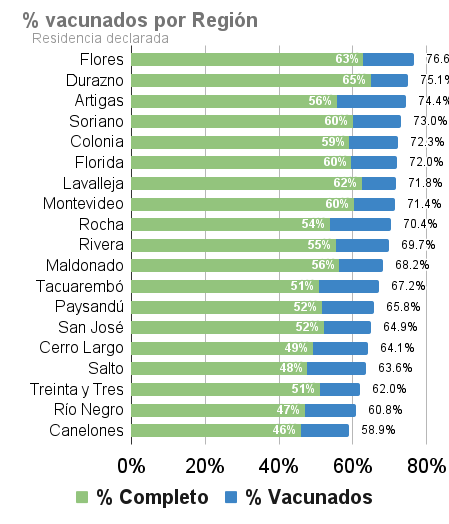 % vacunados por Región
Residencia declarada
Flores 63% 76.6
Durazno 65% 75.1%
Artigas 56% 74.4%
Soriano 60% 73.0%
Colonia 59% 72.3%
Florida 60% 72.0%
Lavalleja 62% 71.8%
Montevideo 60% 71.4%
Rocha 54% 70.4%
Rivera 55% 69.7%
Maldonado 56% 68.2%
Tacuarembó 51% 67.2%
Paysandú 52% 65.8%
San José 52% 64.9%
Cerro Largo 49% 64.1%
Salto 48% 63.6%
Treinta y Tres 51% 62.0%
Río Negro 47% 60.8%
Canelones 46% 58.9%
0% 20% 40% 60% 80%
% Completo % Vacunados